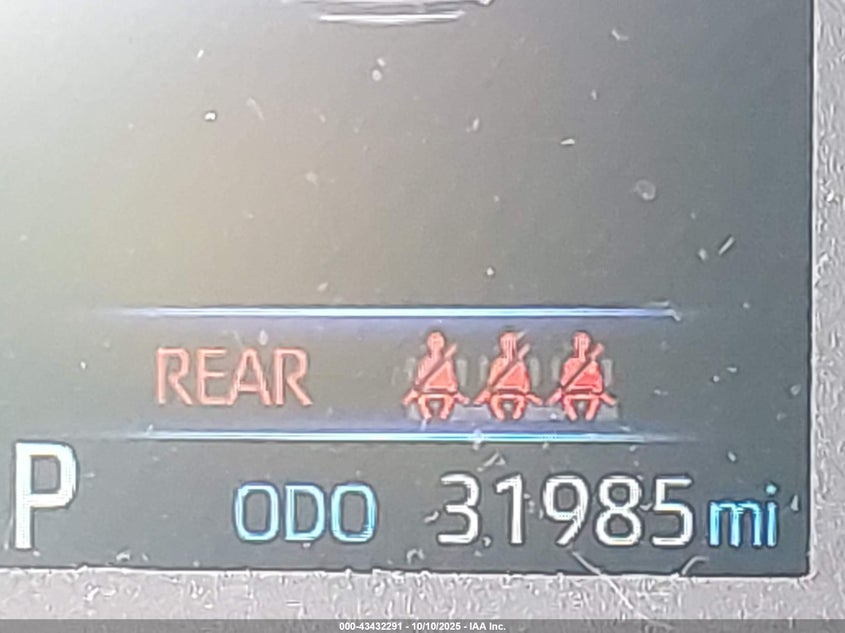 REAR
P ODO 31985 mi
000-43432291 - 10/10/2025 - IAA Inc.